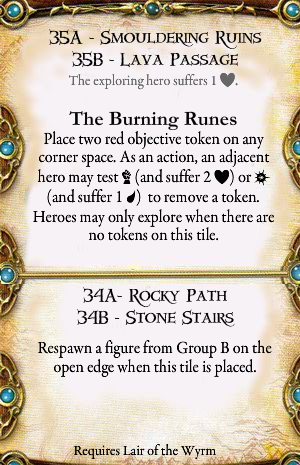 35A - Smouldering Ruins
35B - Lava Passage
The exploring hero suffers 1 ♥.
The Burning Runes
Place two red objective token on any
corner space. As an action, an adjacent
hero may test (and suffer 2 ♥) or
(and suffer 1 ) to remove a token.
Heroes may only explore when there are
no tokens on this tile.
34A- Rocky Path
34B - Stone Stairs
Respawn a figure from Group B on the
open edge when this tile is placed.
Requires Lair of the Wyrm